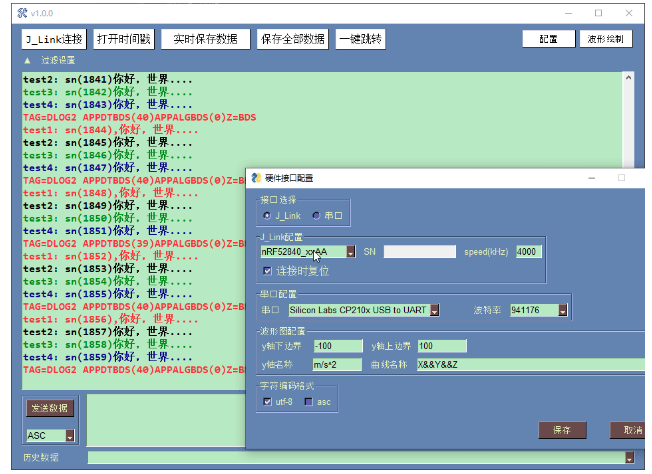 v1.0.0
J_Link连接 打开时间戳 实时保存数据 保存全部数据 一键跳转 配置 波形绘制
▲ 过滤设置
test2: sn(1841)你好, 世界....
test3: sn(1842)你好, 世界....
test4: sn(1843)你好, 世界....
TAG=DLOG2 APPDTBDS(40)APPALGBDS(0)Z=BDS
test1: sn(1844),你好, 世界....
test2: sn(1845)你好, 世界....
test3: sn(1846)你好, 世界....
test4: sn(1847)你好, 世界....
TAG=DLOG2 APPDTBDS(40)APPALGBDS(0)Z=B
test1: sn(1848),你好, 世界....
test2: sn(1849)你好, 世界....
test3: sn(1850)你好, 世界....
test4: sn(1851)你好, 世界....
TAG=DLOG2 APPDTBDS(39)APPALGBDS(0)Z=B
test1: sn(1852),你好, 世界....
test2: sn(1853)你好, 世界....
test3: sn(1854)你好, 世界....
test4: sn(1855)你好, 世界....
TAG=DLOG2 APPDTBDS(40)APPALGBDS(0)Z=B
test1: sn(1856),你好, 世界....
test2: sn(1857)你好, 世界....
test3: sn(1858)你好, 世界....
test4: sn(1859)你好, 世界....
TAG=DLOG2 APPDTBDS(40)APPALGBDS(0)Z=B
硬件接口配置
接口选择
J_Link 串口
J_Link配置
nRF52840_xxAA SN speed(kHz) 4000
连接时复位
串口配置
串口 Silicon Labs CP210x USB to UART 波特率 941176
波形图配置
y轴下边界 -100 y轴上边界 100
y轴名称 m/s*2 曲线名称 X&&Y&&Z
字符编码格式
utf-8 asc
保存 取消
发送数据
ASC
历史数据